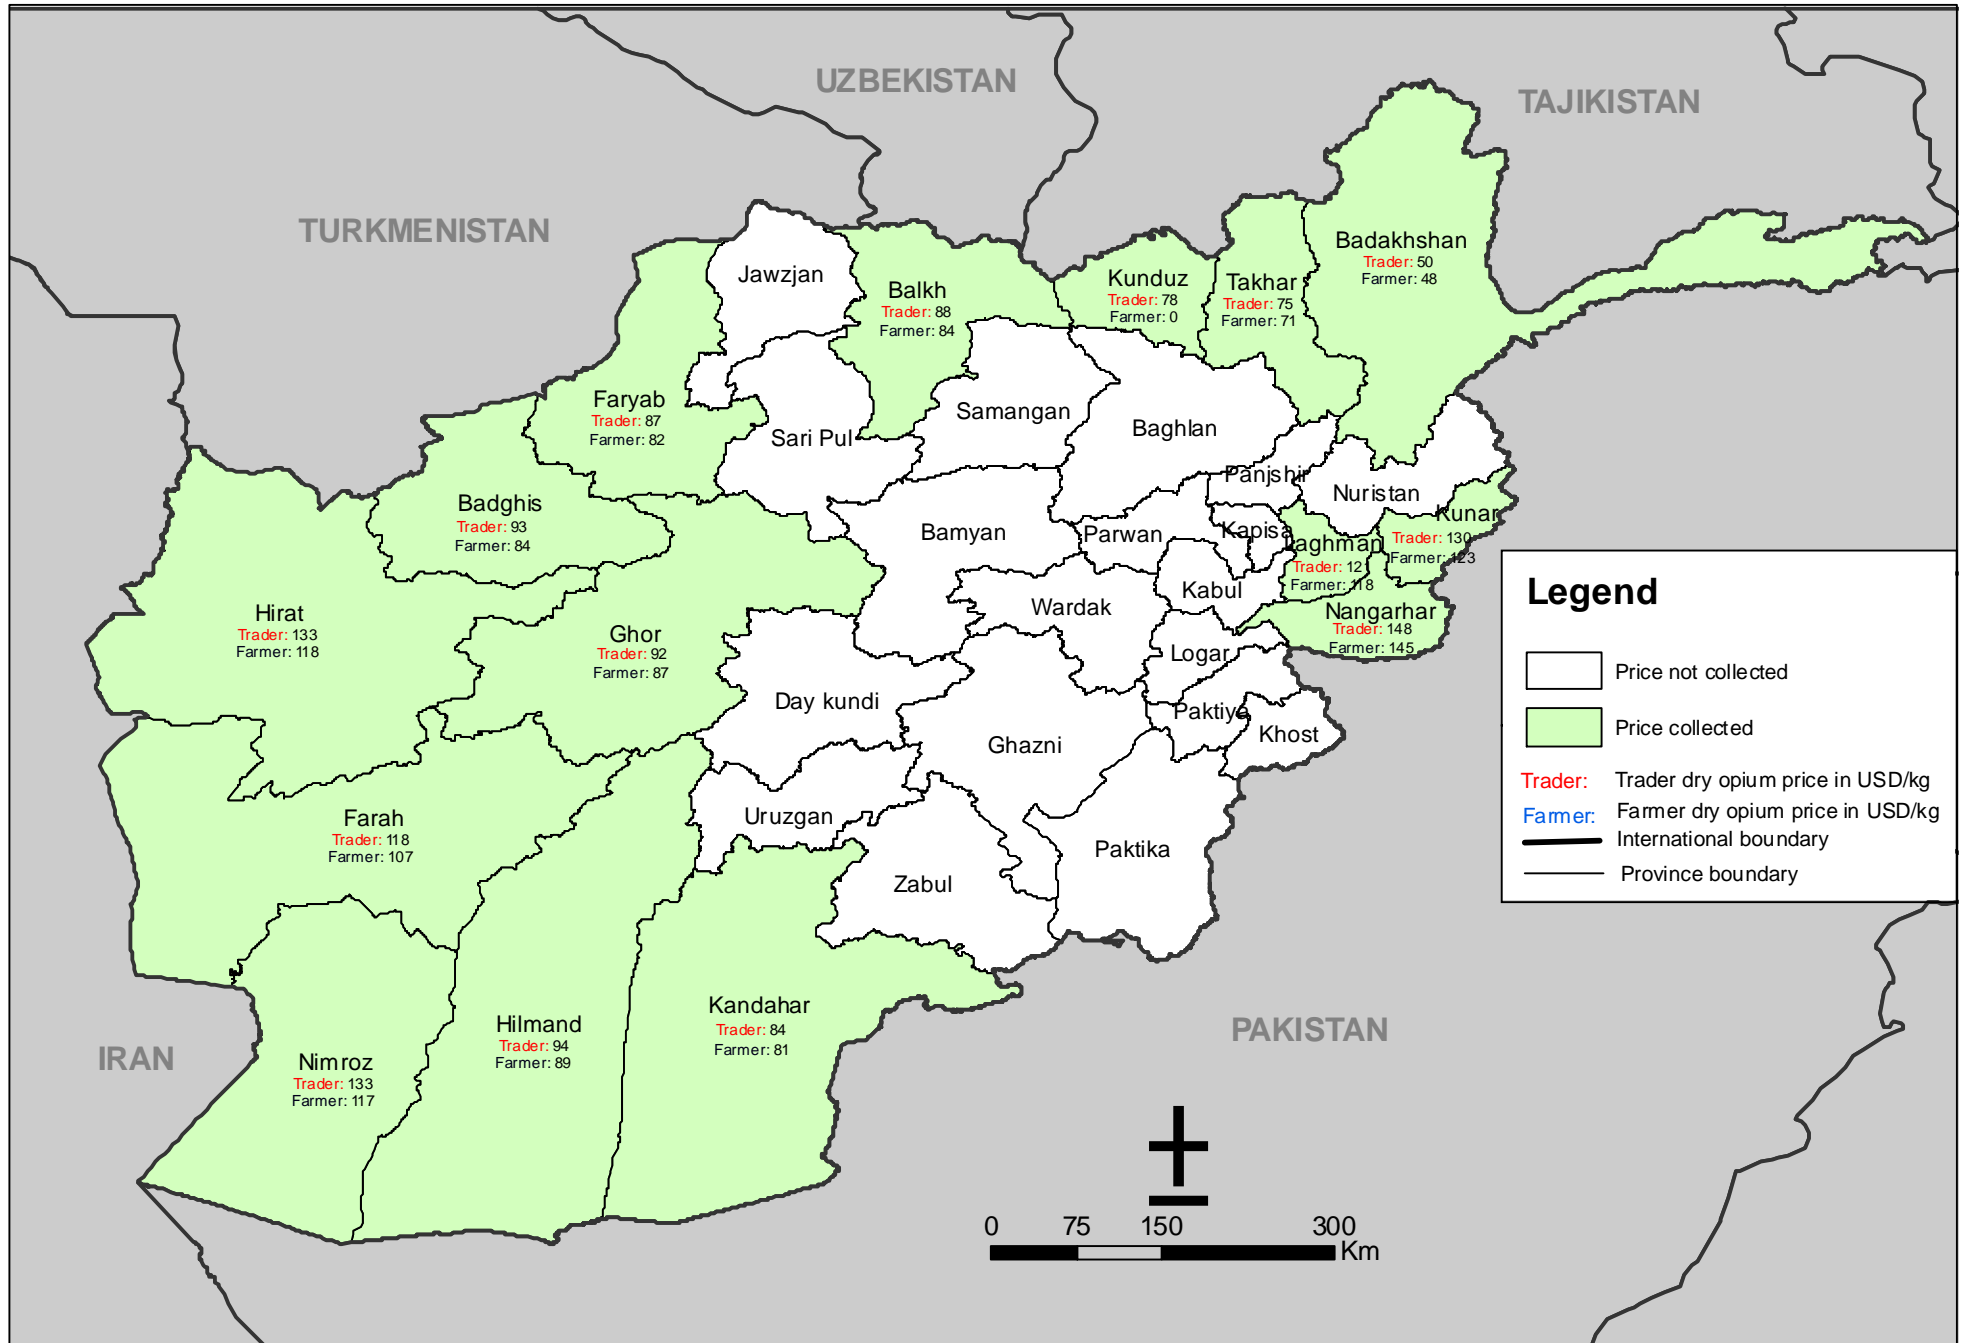 UZBEKISTAN
TAJIKISTAN
TURKMENISTAN
Jawzjan
Balkh
Trader: 88
Farmer: 84
Kunduz
Trader: 78
Farmer: 0
Takhar
Trader: 75
Farmer: 71
Badakhshan
Trader: 50
Farmer: 48
Faryab
Trader: 87
Farmer: 82
Sari Pul
Samangan
Baghlan
Badghis
Trader: 93
Farmer: 84
Bamyan
Parwan
Panjshir
Kapisa
Nuristan
Kunar
Trader: 130
Farmer: 123
Laghman
Trader: 12
Farmer: 118
Nangarhar
Trader: 148
Farmer: 145
Hirat
Trader: 133
Farmer: 118
Ghor
Trader: 92
Farmer: 87
Wardak
Kabul
Logar
Day kundi
Ghazni
Paktiya
Khost
Farah
Trader: 118
Farmer: 107
Uruzgan
Zabul
Paktika
Nimroz
Trader: 133
Farmer: 117
Hilmand
Trader: 94
Farmer: 89
Kandahar
Trader: 84
Farmer: 81
IRAN
PAKISTAN
Legend
Price not collected
Price collected
Trader: Trader dry opium price in USD/kg
Farmer: Farmer dry opium price in USD/kg
International boundary
Province boundary
0 75 150 300
Km